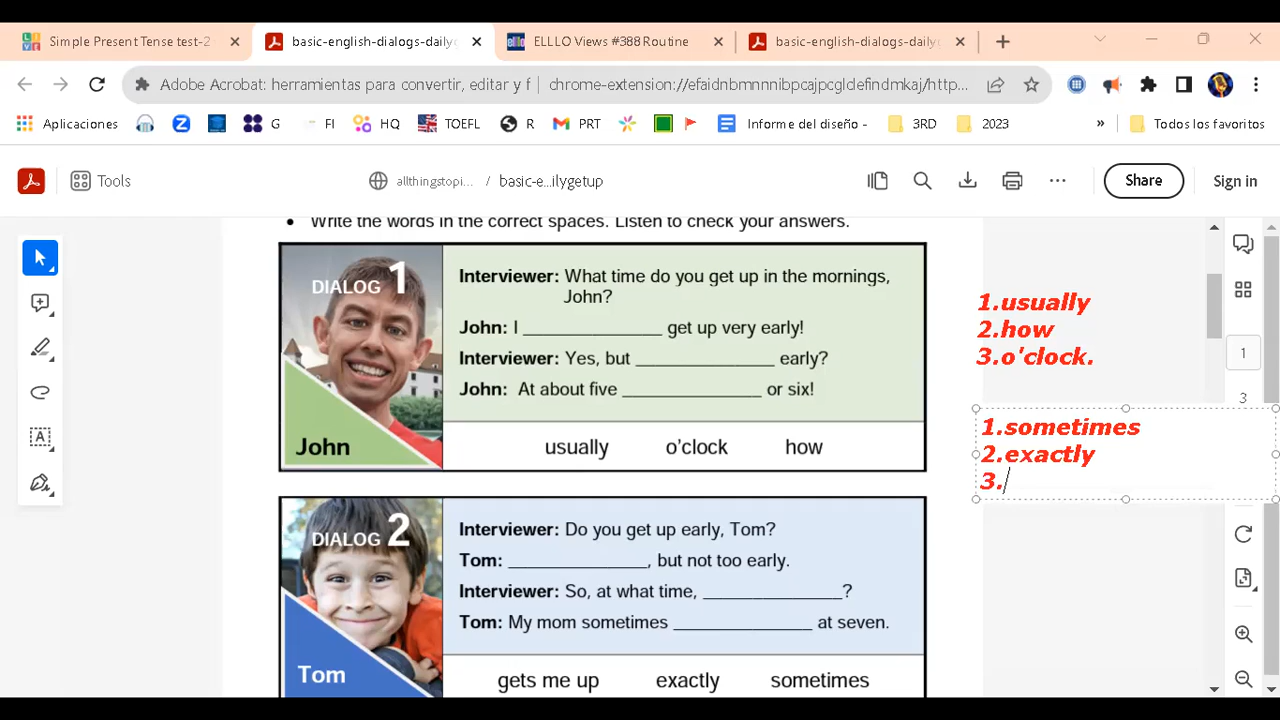 Simple Present Tense test-2
basic-english-dialogs-daily
ELLLO Views #388 Routine
basic-english-dialogs-daily
Adobe Acrobat: herramientas para convertir, editar y f
chrome-extension://efaidnbmnnnibpcajpcglclefindmkaj/http...
Aplicaciones
G
FI
HQ
TOEFL
R
PRT
Informe del diseño -
3RD
2023
»
Todos los favoritos
Tools
allthingstopi... / basic-e...ilygetup
Share
Sign in
• Write the words in the correct spaces. Listen to check your answers.
DIALOG 1
John
Interviewer: What time do you get up in the mornings,
John?
John: I ______________ get up very early!
Interviewer: Yes, but ______________ early?
John: At about five ______________ or six!
usually o'clock how
1.usually
2.how
3.o'clock.
1
3
1.sometimes
2.exactly
3.
DIALOG 2
Tom
Interviewer: Do you get up early, Tom?
Tom: ______________, but not too early.
Interviewer: So, at what time, ______________?
Tom: My mom sometimes ______________ at seven.
gets me up exactly sometimes